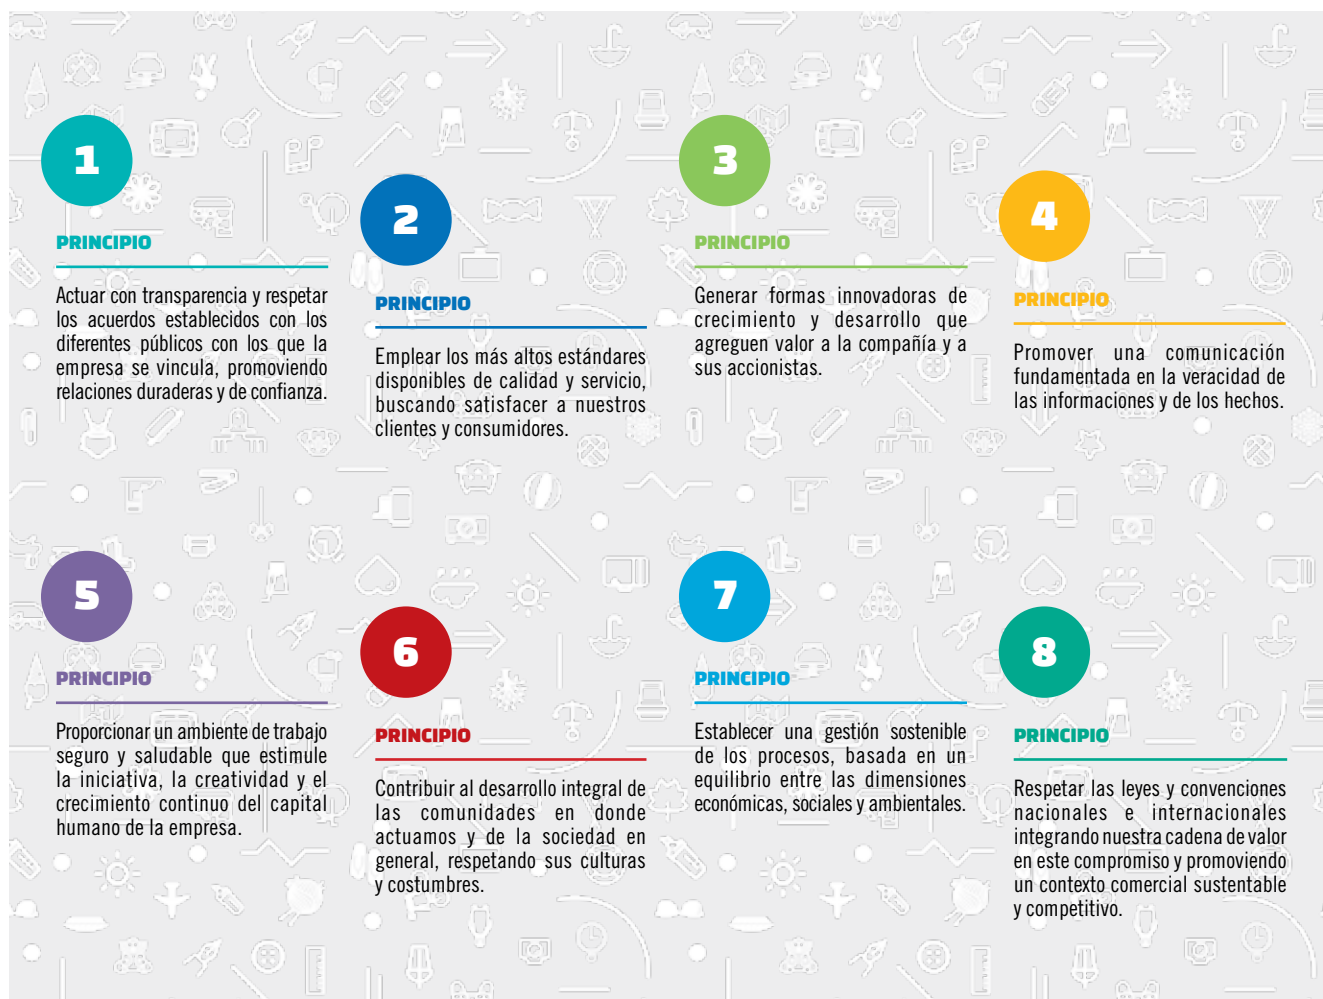 1
PRINCIPIO
Actuar con transparencia y respetar
los acuerdos establecidos con los
diferentes públicos con los que la
empresa se vincula, promoviendo
relaciones duraderas y de confianza.
2
PRINCIPIO
Emplear los más altos estándares
disponibles de calidad y servicio,
buscando satisfacer a nuestros
clientes y consumidores.
3
PRINCIPIO
Generar formas innovadoras de
crecimiento y desarrollo que
agreguen valor a la compañía y a
sus accionistas.
4
PRINCIPIO
Promover una comunicación
fundamentada en la veracidad de
las informaciones y de los hechos.
5
PRINCIPIO
Proporcionar un ambiente de trabajo
seguro y saludable que estimule
la iniciativa, la creatividad y el
crecimiento continuo del capital
humano de la empresa.
6
PRINCIPIO
Contribuir al desarrollo integral de
las comunidades en donde
actuamos y de la sociedad en
general, respetando sus culturas
y costumbres.
7
PRINCIPIO
Establecer una gestión sostenible
de los procesos, basada en un
equilibrio entre las dimensiones
económicas, sociales y ambientales.
8
PRINCIPIO
Respetar las leyes y convenciones
nacionales e internacionales
integrando nuestra cadena de valor
en este compromiso y promoviendo
un contexto comercial sustentable
y competitivo.